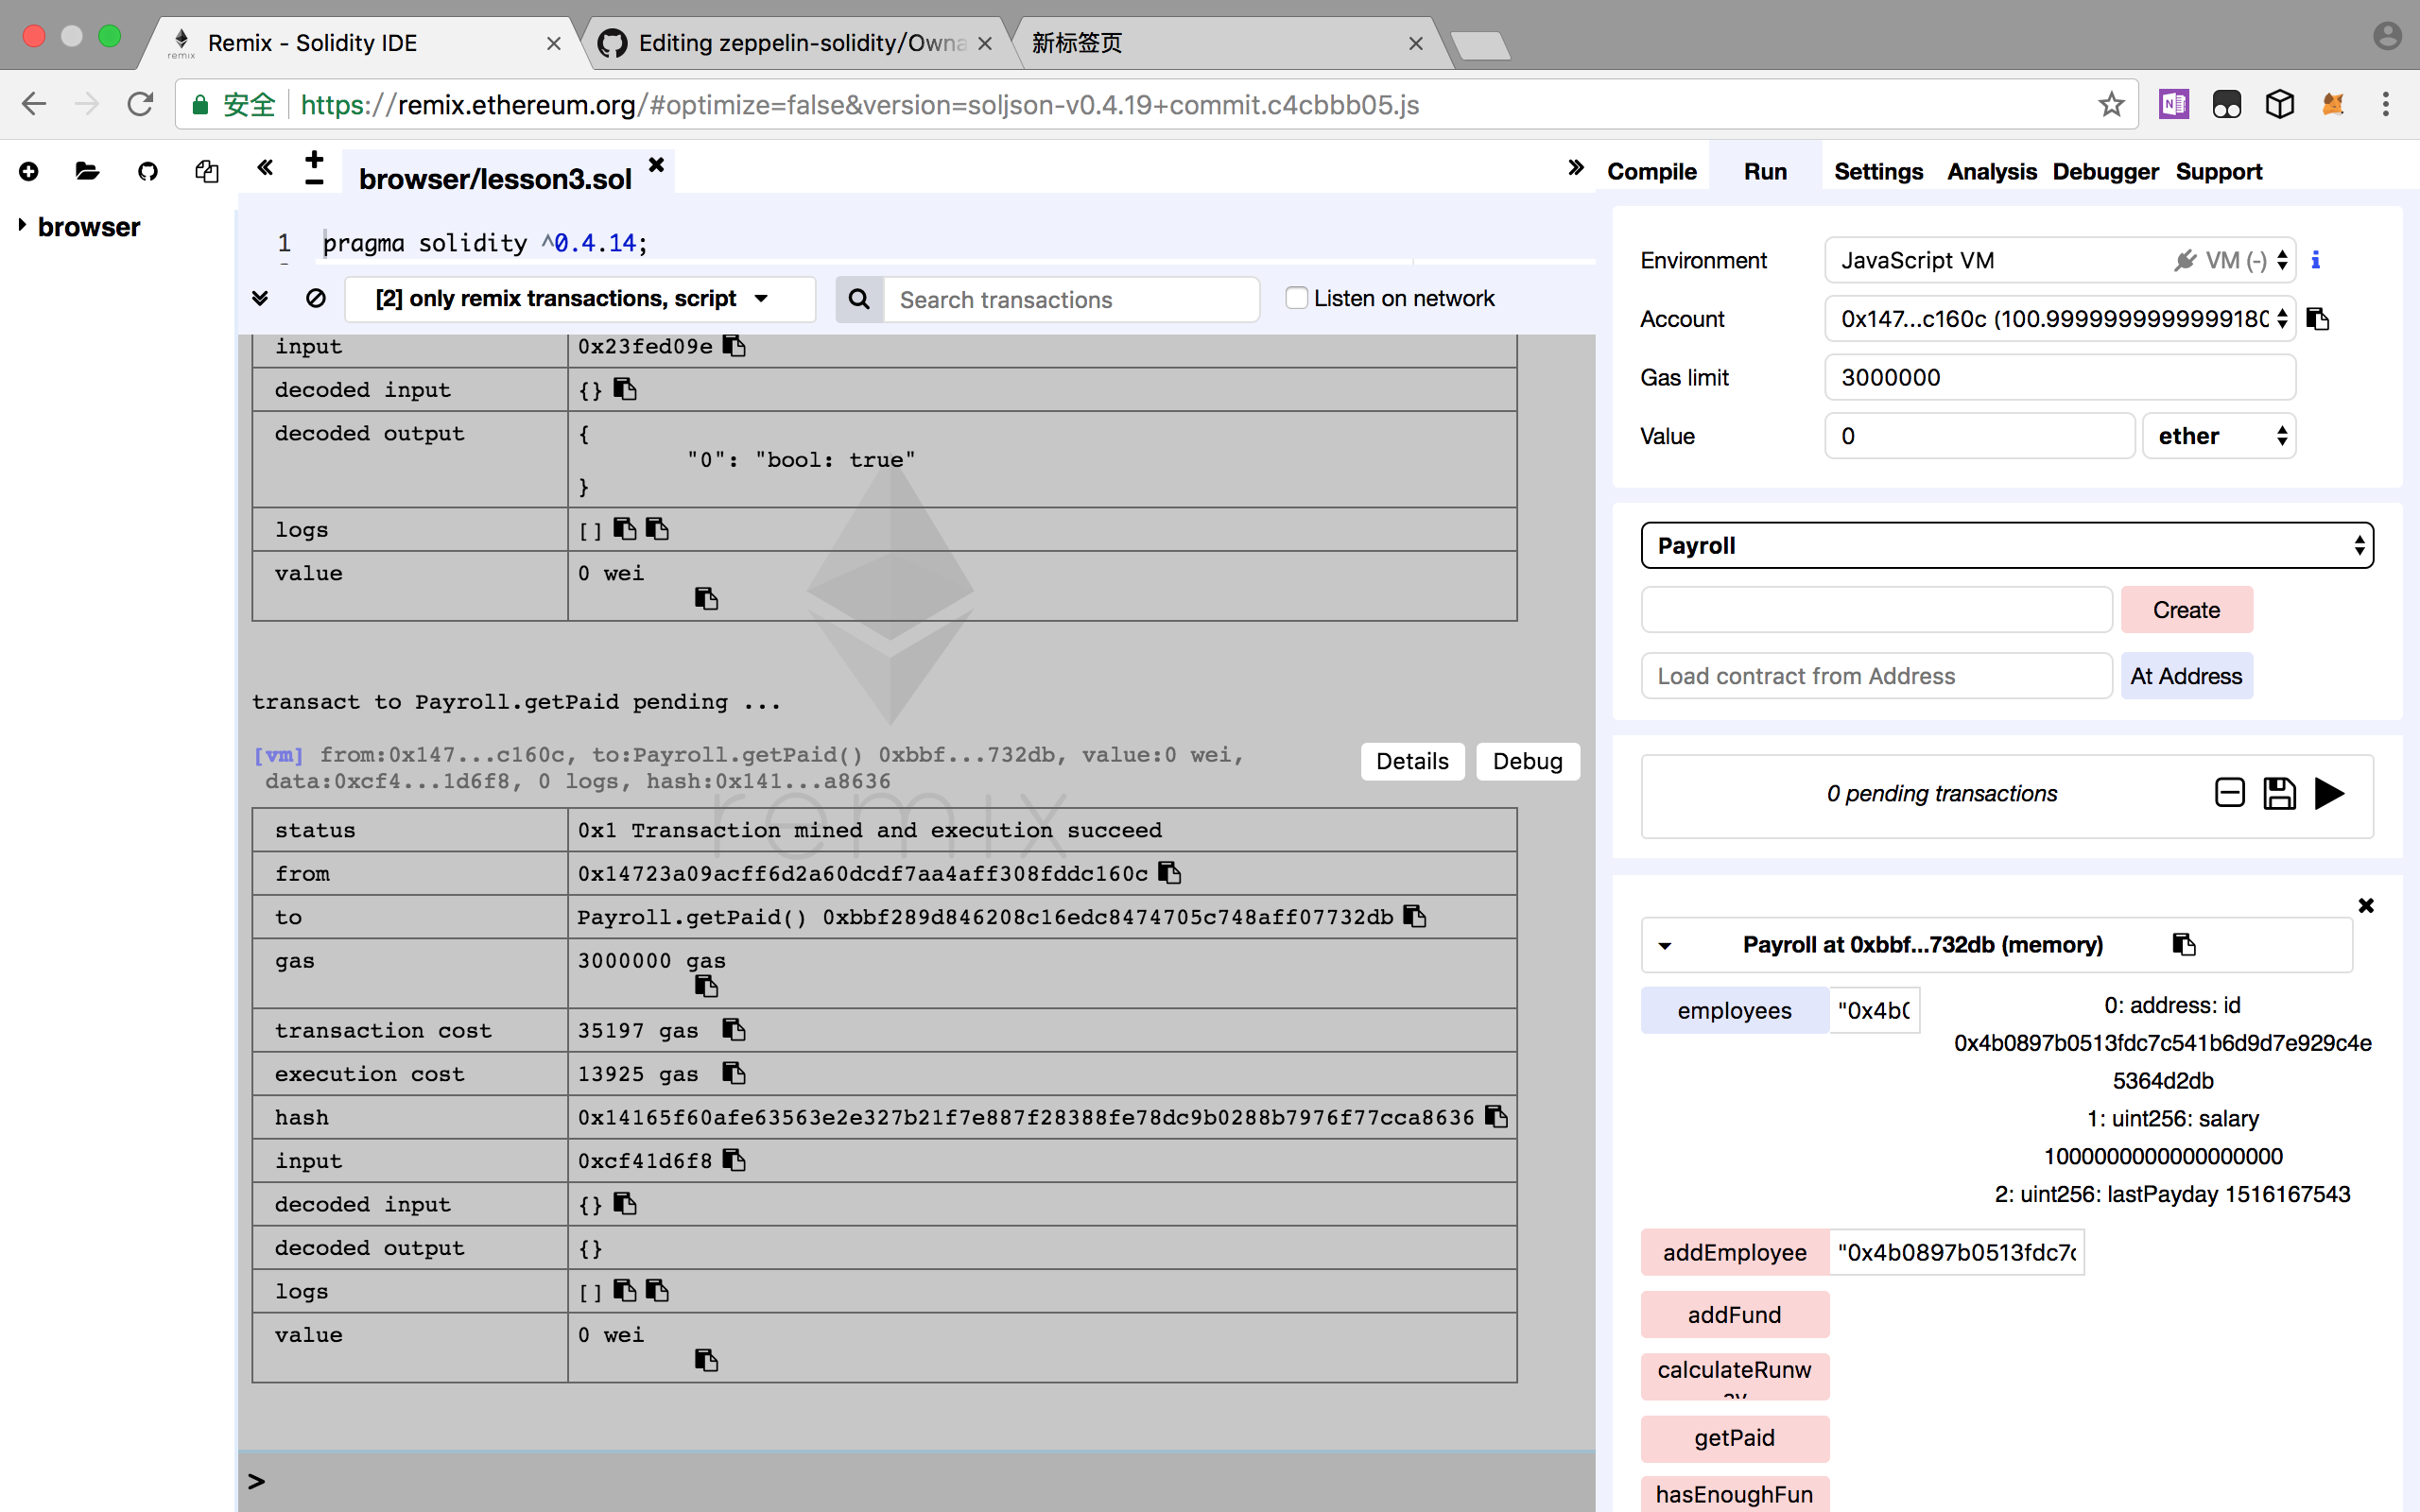 Remix - Solidity IDE
Editing zeppelin-solidity/Owna
新标签页
安全 https://remix.ethereum.org/#optimize=false&version=soljson-v0.4.19+commit.c4cbbb05.js
browser
browser/lesson3.sol
1 pragma solidity ^0.4.14;
[2] only remix transactions, script
Search transactions
Listen on network
input 0x23fed09e
decoded input {}
decoded output {
"0": "bool: true"
}
logs []
value 0 wei
transact to Payroll.getPaid pending ...
[vm] from:0x147...c160c, to:Payroll.getPaid() 0xbbf...732db, value:0 wei,
data:0xcf4...1d6f8, 0 logs, hash:0x141...a8636
Details
Debug
remix
status 0x1 Transaction mined and execution succeed
from 0x14723a09acff6d2a60dcdf7aa4aff308fddc160c
to Payroll.getPaid() 0xbbf289d846208c16edc8474705c748aff07732db
gas 3000000 gas
transaction cost 35197 gas
execution cost 13925 gas
hash 0x14165f60afe63563e2e327b21f7e887f28388fe78dc9b0288b7976f77cca8636
input 0xcf41d6f8
decoded input {}
decoded output {}
logs []
value 0 wei
>
Compile Run Settings Analysis Debugger Support
Environment JavaScript VM VM (-)
Account 0x147...c160c (100.999999999999918
Gas limit 3000000
Value 0 ether
Payroll
Create
Load contract from Address At Address
0 pending transactions
Payroll at 0xbbf...732db (memory)
employees "0x4b0
0: address: id
0x4b0897b0513fdc7c541b6d9d7e929c4e
5364d2db
1: uint256: salary
1000000000000000000
2: uint256: lastPayday 1516167543
addEmployee "0x4b0897b0513fdc7c
addFund
calculateRunw
ay
getPaid
hasEnoughFun